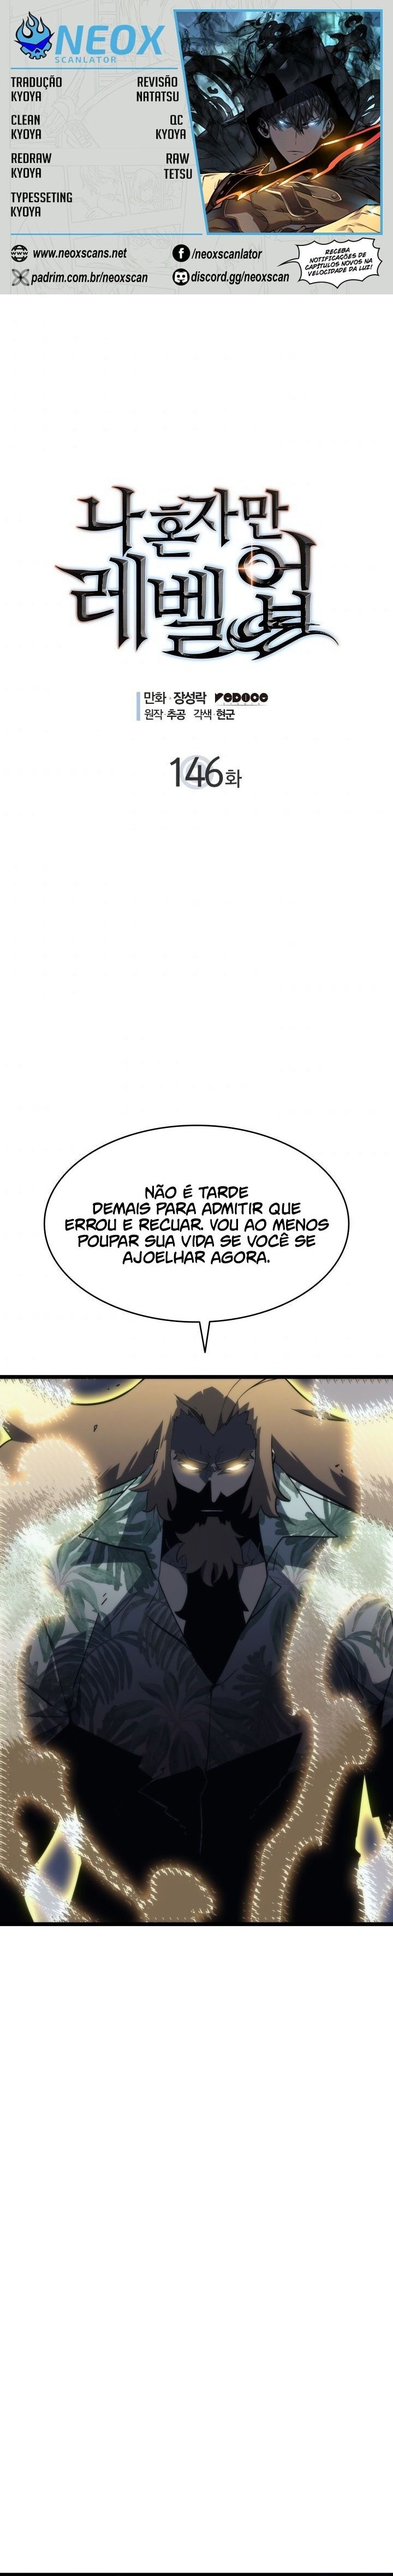 NEOX
SCANLATOR
TRADUÇÃO
KYOYA
REVISÃO
NATATSU
CLEAN
KYOYA
QC
KYOYA
REDRAW
KYOYA
RAW
TETSU
TYPESSETING
KYOYA
www.neoxscans.net
/neoxscanlator
padrim.com.br/neoxscan
discord.gg/neoxscan
RECEBA
NOTIFICAÇÕES DE
CAPÍTULOS NOVOS NA
VELOCIDADE DA LUZ!
나 혼자만
레벨업
만화·장성락 REDICE
원작 추공 각색 현군
146화
NÃO É TARDE
DEMAIS PARA ADMITIR QUE
ERROU E RECUAR. VOU AO MENOS
POUPAR SUA VIDA SE VOCÊ SE
AJOELHAR AGORA.